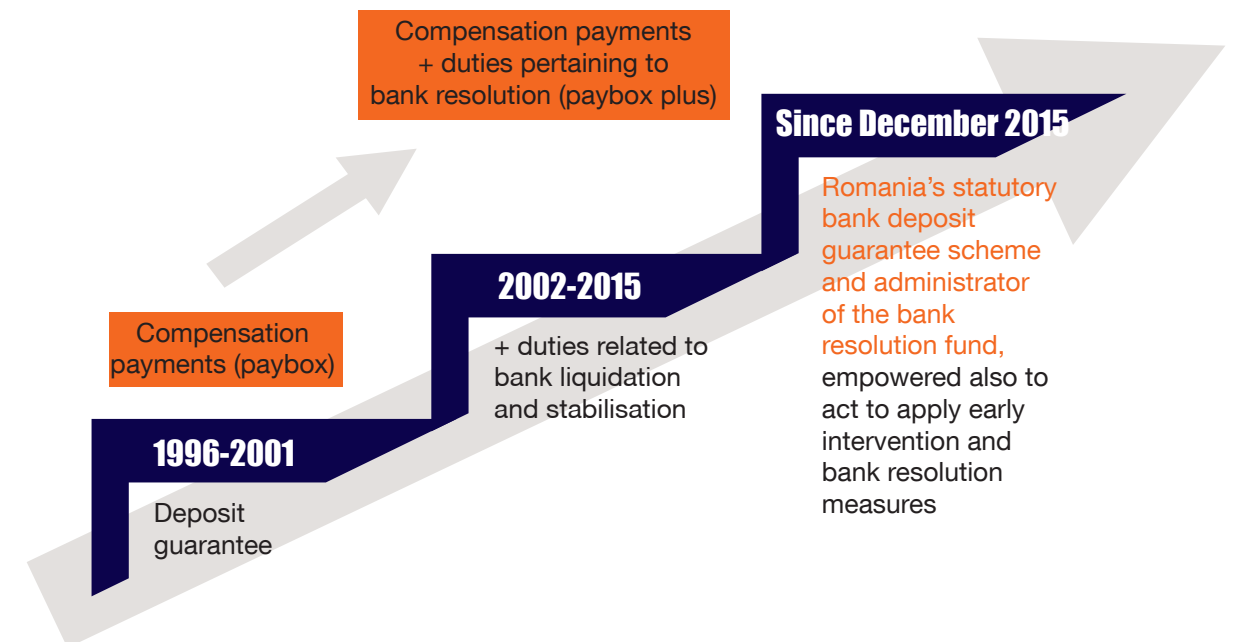 Compensation payments
+ duties pertaining to
bank resolution (paybox plus)
Since December 2015
Romania’s statutory
bank deposit
guarantee scheme
and administrator
of the bank
resolution fund,
empowered also to
act to apply early
intervention and
bank resolution
measures
2002-2015
+ duties related to
bank liquidation
and stabilisation
Compensation
payments (paybox)
1996-2001
Deposit
guarantee